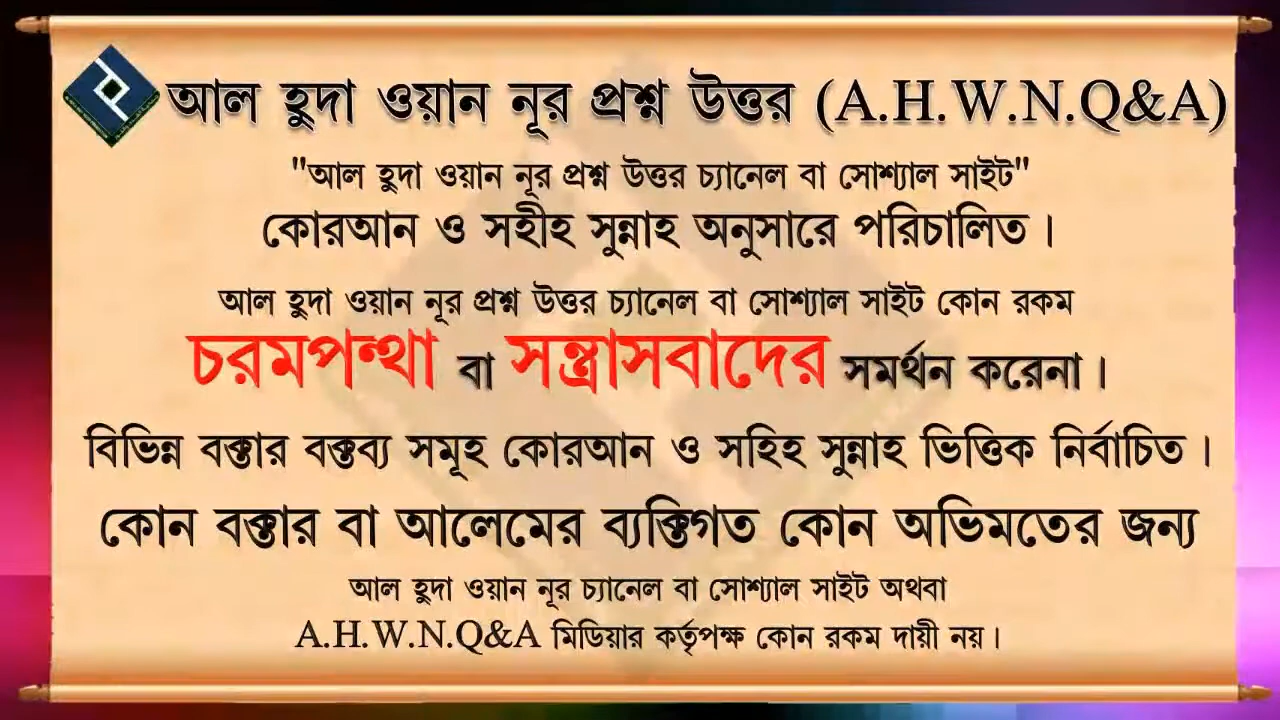 আল হুদা ওয়ান নূর প্রশ্ন উত্তর (A.H.W.N.Q&A)
"আল হুদা ওয়ান নূর প্রশ্ন উত্তর চ্যানেল বা সোশ্যাল সাইট"
কোরআন ও সহীহ সুন্নাহ অনুসারে পরিচালিত।
আল হুদা ওয়ান নূর প্রশ্ন উত্তর চ্যানেল বা সোশ্যাল সাইট কোন রকম
চরমপন্থা বা সন্ত্রাসবাদের সমর্থন করেনা।
বিভিন্ন বক্তার বক্তব্য সমূহ কোরআন ও সহিহ সুন্নাহ ভিত্তিক নির্বাচিত।
কোন বক্তার বা আলেমের ব্যক্তিগত কোন অভিমতের জন্য
আল হুদা ওয়ান নূর চ্যানেল বা সোশ্যাল সাইট অথবা
A.H.W.N.Q&A মিডিয়ার কর্তৃপক্ষ কোন রকম দায়ী নয়।